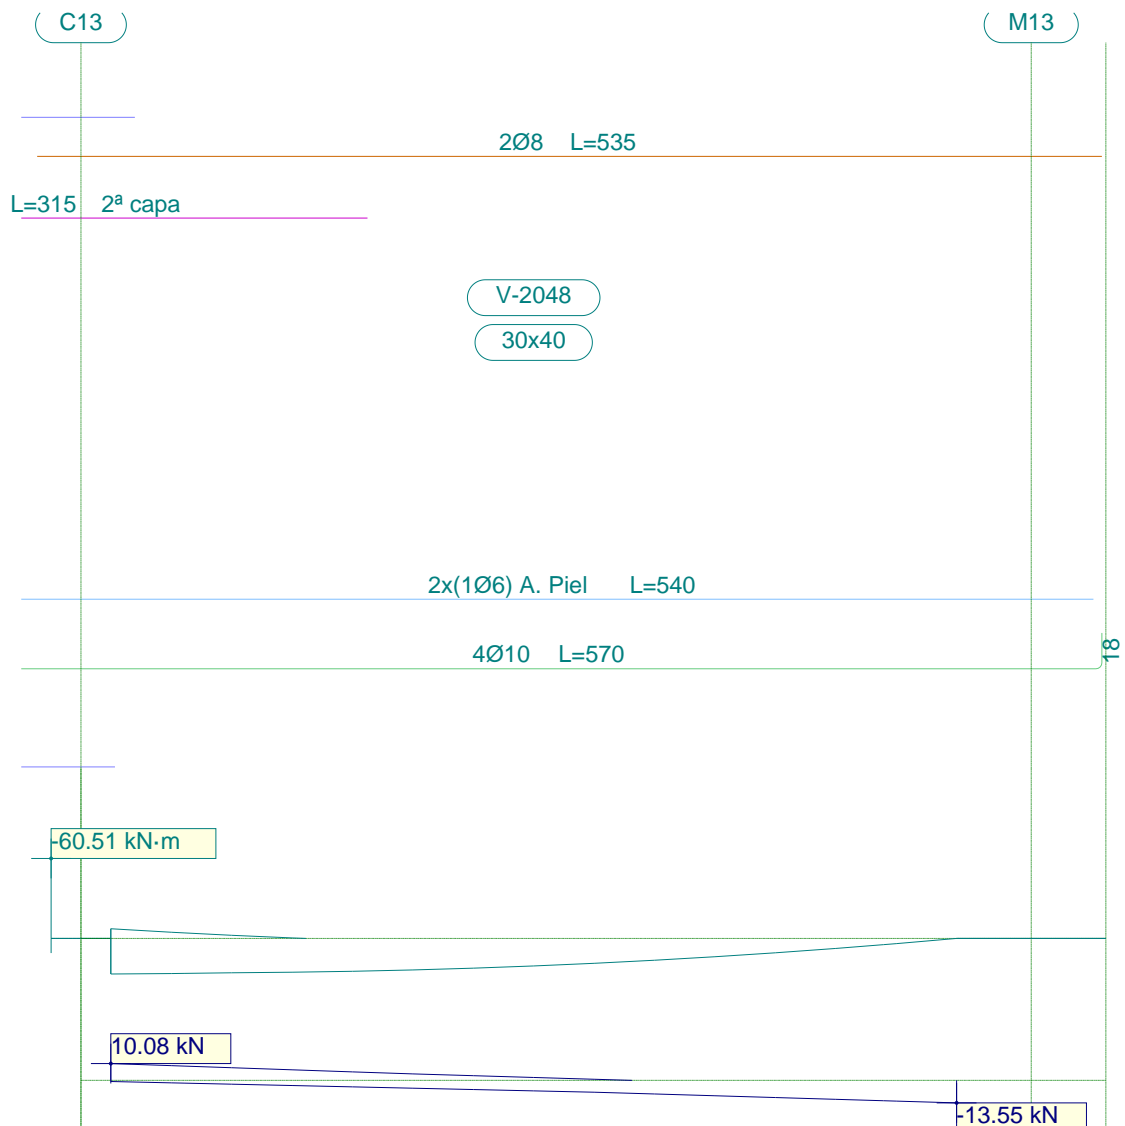 C13 M13
2Ø8 L=535
L=315 2ª capa
V-2048
30x40
2x(1Ø6) A. Piel L=540
4Ø10 L=570
18
-60.51 kN·m
10.08 kN
-13.55 kN